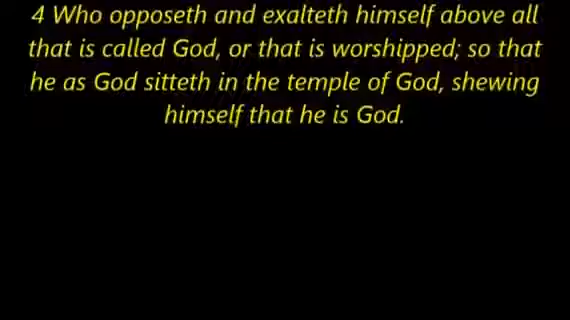 4 Who opposeth and exalteth himself above all
that is called God, or that is worshipped; so that
he as God sitteth in the temple of God, shewing
himself that he is God.